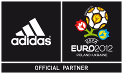 adidas
UEFA
EURO2012
POLAND-UKRAINE
OFFICIAL PARTNER